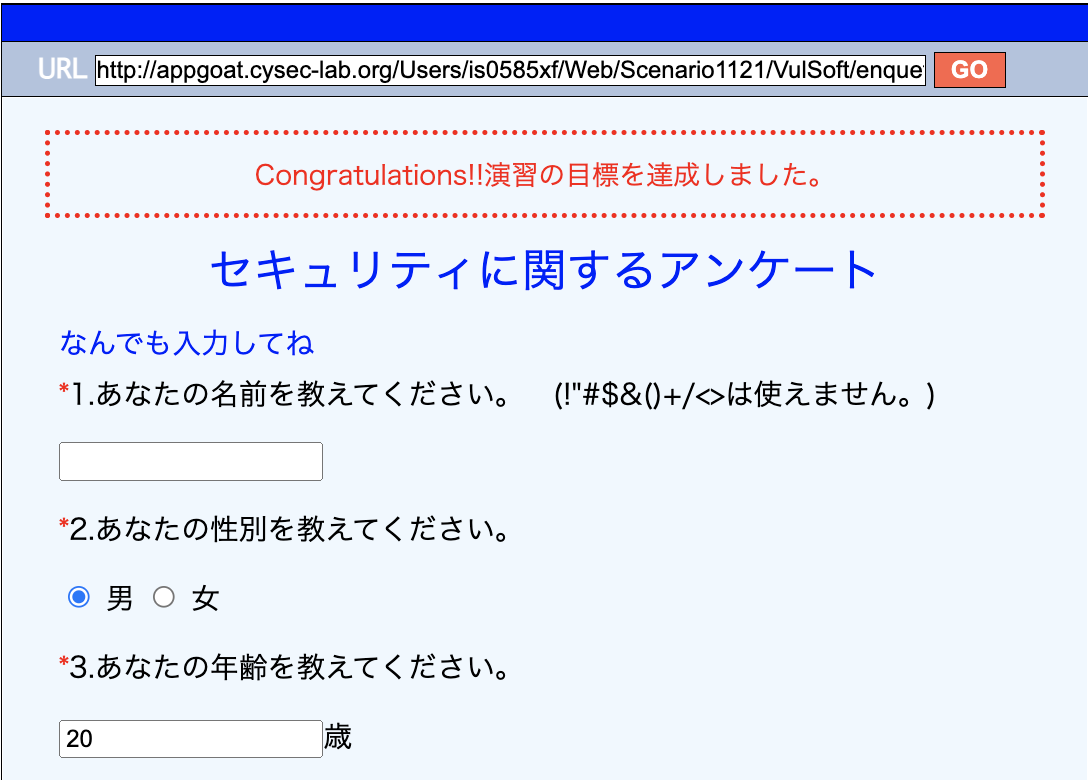 URL http://appgoat.cysec-lab.org/Users/is0585xf/Web/Scenario1121/VulSoft/enque GO
Congratulations!!演習の目標を達成しました。
セキュリティに関するアンケート
なんでも入力してね
*1.あなたの名前を教えてください。 (!"#$&()+/<>は使えません。)
*2.あなたの性別を教えてください。
男 女
*3.あなたの年齢を教えてください。
20歳